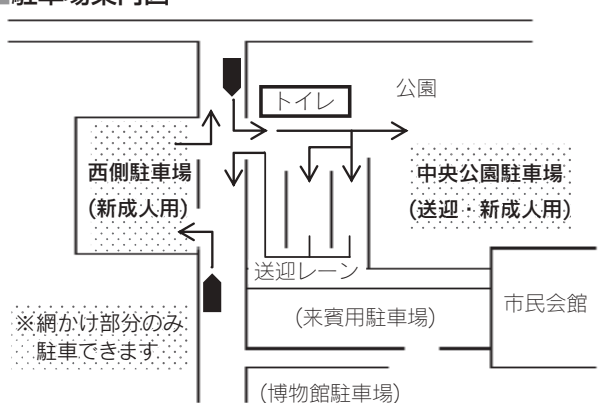 ■駐車場案内図
トイレ
公園
西側駐車場
(新成人用)
中央公園駐車場
(送迎・新成人用)
送迎レーン
(来賓用駐車場)
市民会館
※網かけ部分のみ
駐車できます
(博物館駐車場)